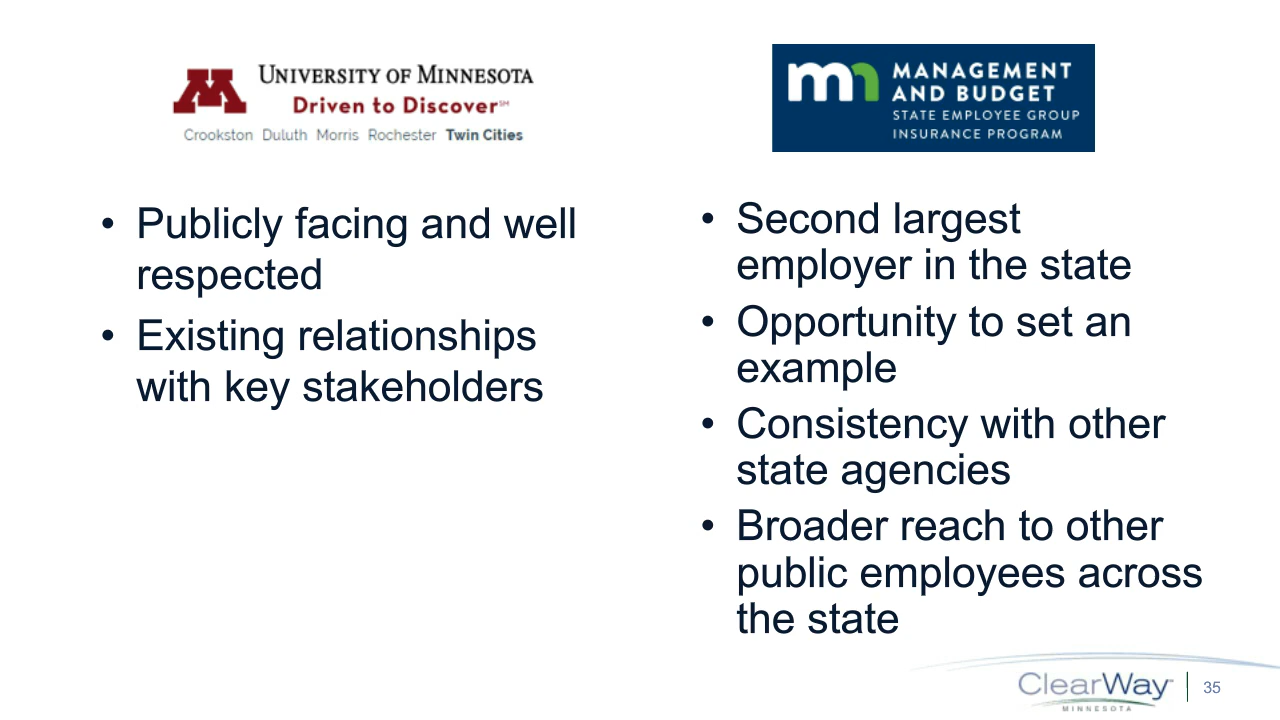 UNIVERSITY OF MINNESOTA
Driven to Discover℠
Crookston Duluth Morris Rochester Twin Cities
• Publicly facing and well
respected
• Existing relationships
with key stakeholders
mn MANAGEMENT
AND BUDGET
STATE EMPLOYEE GROUP
INSURANCE PROGRAM
• Second largest
employer in the state
• Opportunity to set an
example
• Consistency with other
state agencies
• Broader reach to other
public employees across
the state
ClearWay™
MINNESOTA
35